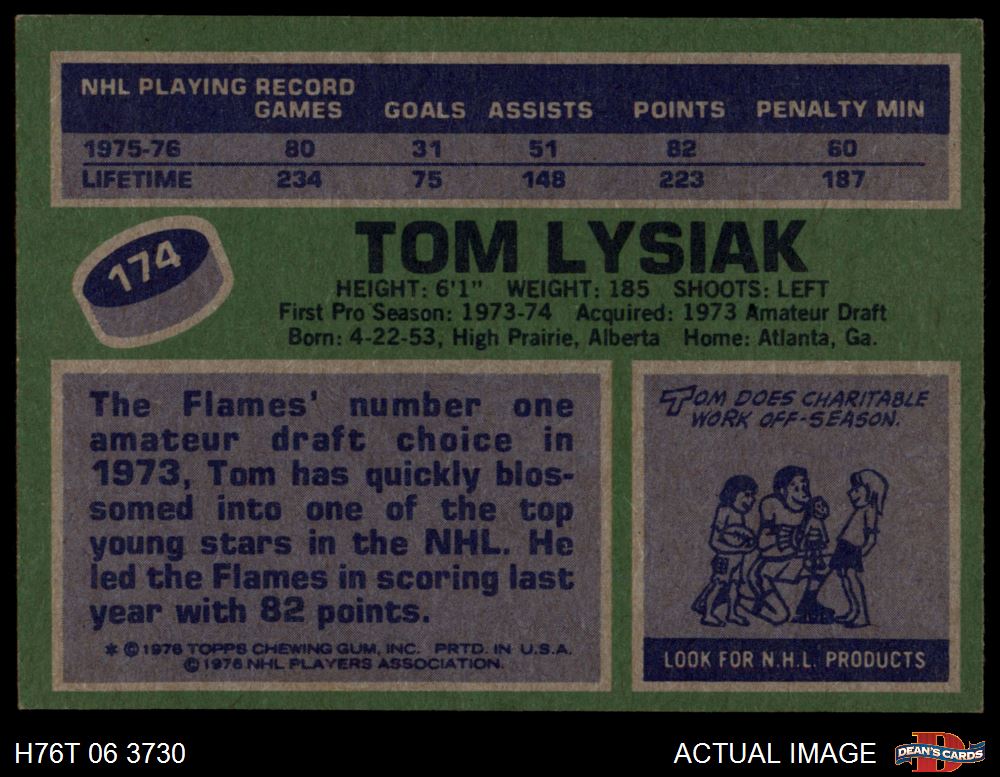 NHL PLAYING RECORD
GAMES GOALS ASSISTS POINTS PENALTY MIN
1975-76 80 31 51 82 60
LIFETIME 234 75 148 223 187
174
TOM LYSIAK
HEIGHT: 6'1" WEIGHT: 185 SHOOTS: LEFT
First Pro Season: 1973-74 Acquired: 1973 Amateur Draft
Born: 4-22-53, High Prairie, Alberta Home: Atlanta, Ga.
The Flames' number one
amateur draft choice in
1973, Tom has quickly blos-
somed into one of the top
young stars in the NHL. He
led the Flames in scoring last
year with 82 points.
* © 1976 TOPPS CHEWING GUM, INC. PRTD. IN U.S.A.
© 1976 NHL PLAYERS ASSOCIATION.
TOM DOES CHARITABLE
WORK OFF-SEASON.
LOOK FOR N.H.L. PRODUCTS
H76T 06 3730
ACTUAL IMAGE
D
DEAN'S CARDS